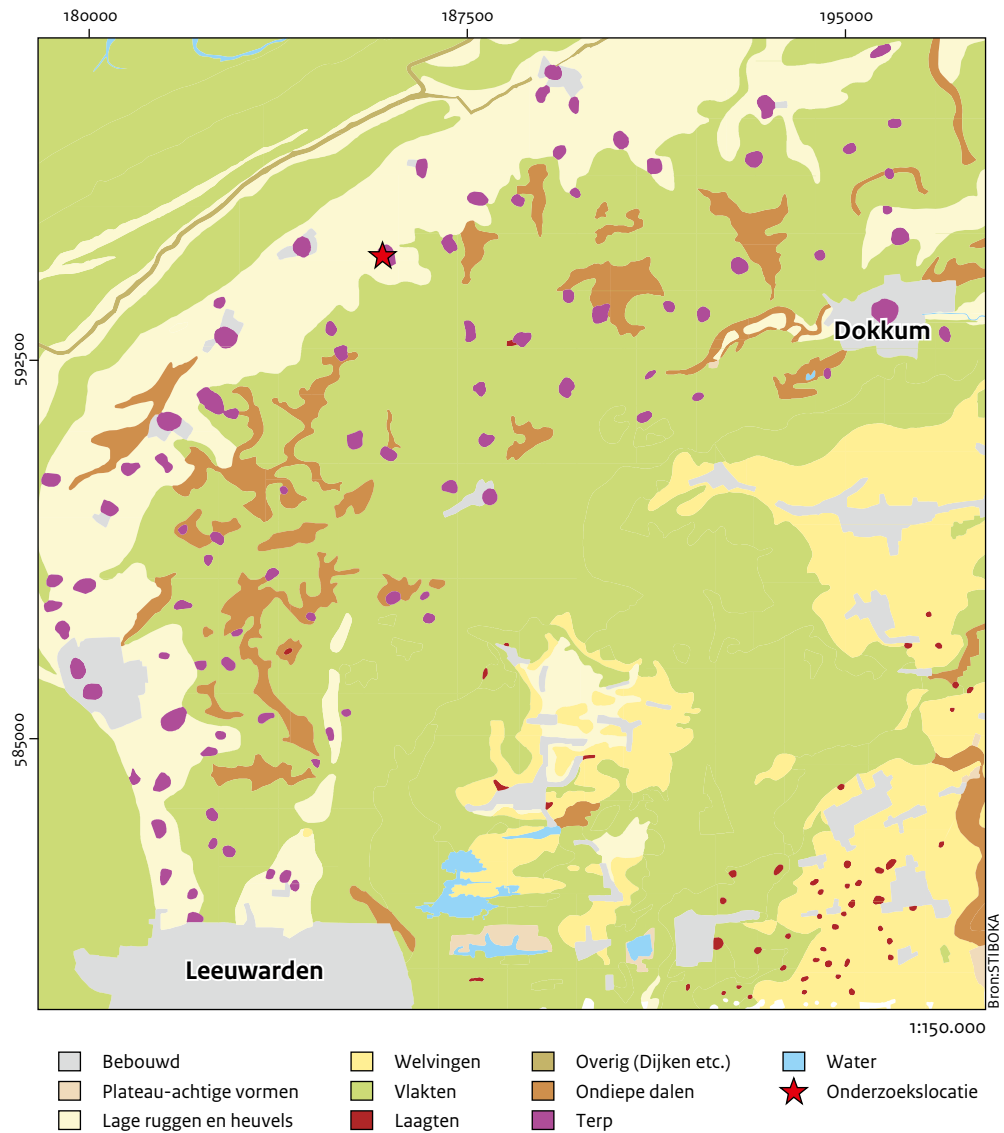 180000
187500
195000
592500
585000
Dokkum
Leeuwarden
Bron:STIBOKA
1:150.000
Bebouwd
Plateau-achtige vormen
Lage ruggen en heuvels
Welvingen
Vlakten
Laagten
Overig (Dijken etc.)
Ondiepe dalen
Terp
Water
Onderzoekslocatie